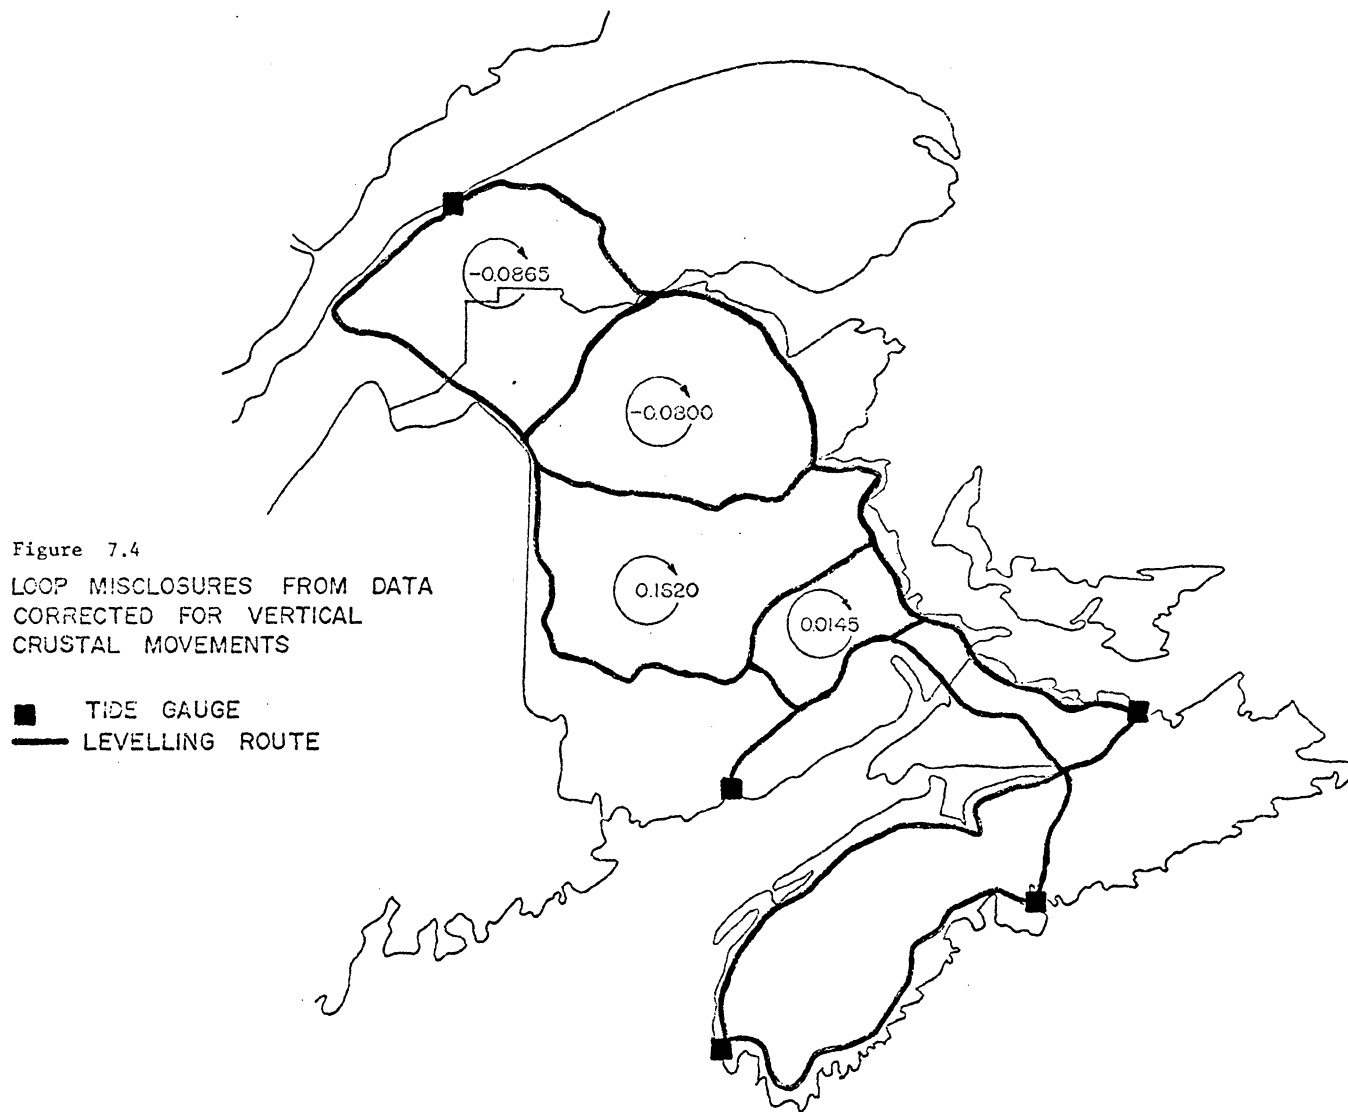 -0.0865
-0.0800
0.1520
0.0145
Figure 7.4
LOOP MISCLOSURES FROM DATA
CORRECTED FOR VERTICAL
CRUSTAL MOVEMENTS
TIDE GAUGE
LEVELLING ROUTE